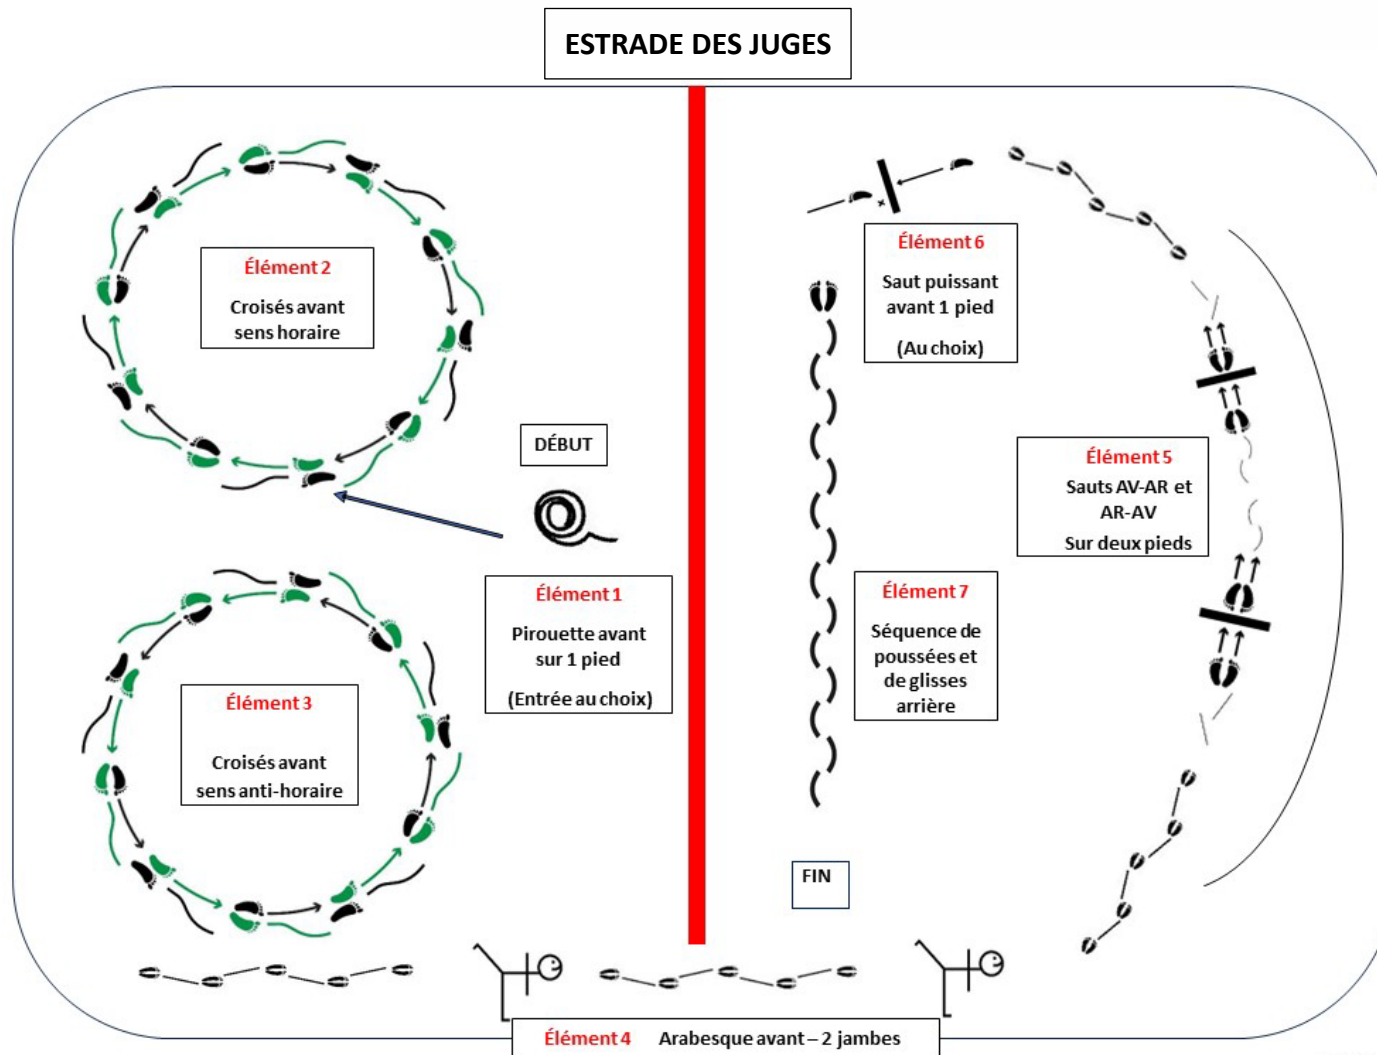 ESTRADE DES JUGES
Élément 2
Croisés avant
sens horaire
DÉBUT
Élément 1
Pirouette avant
sur 1 pied
(Entrée au choix)
Élément 3
Croisés avant
sens anti-horaire
Élément 6
Saut puissant
avant 1 pied
(Au choix)
Élément 5
Sauts AV-AR et
AR-AV
Sur deux pieds
Élément 7
Séquence de
poussées et
de glisses
arrière
FIN
Élément 4 Arabesque avant – 2 jambes